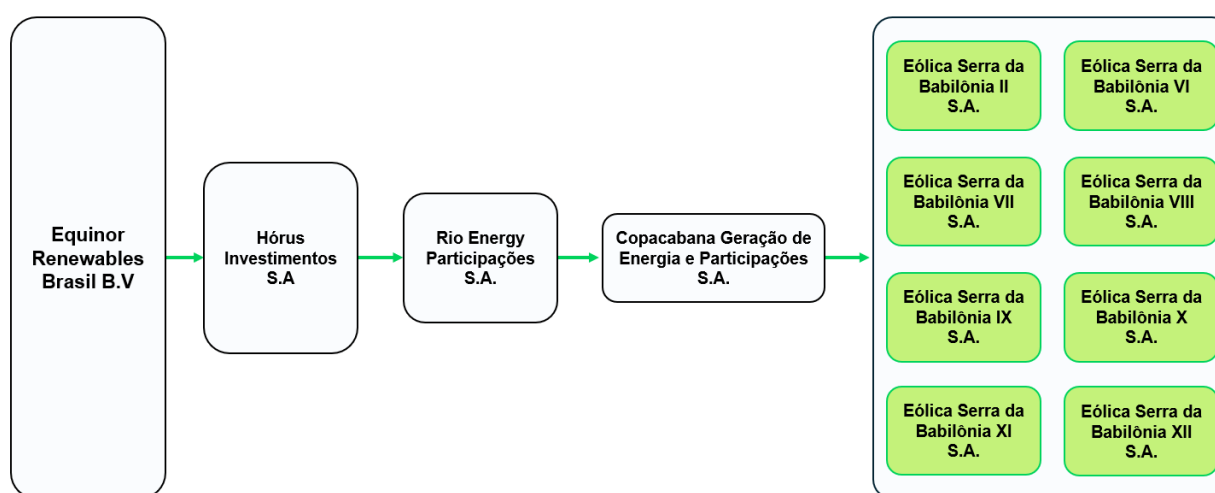 Equinor
Renewables
Brasil B.V
Hórus
Investimentos
S.A
Rio Energy
Participações
S.A.
Copacabana Geração de
Energia e Participações
S.A.
Eólica Serra da
Babilônia II
S.A.
Eólica Serra da
Babilônia VI
S.A.
Eólica Serra da
Babilônia VII
S.A.
Eólica Serra da
Babilônia VIII
S.A.
Eólica Serra da
Babilônia IX
S.A.
Eólica Serra da
Babilônia X
S.A.
Eólica Serra da
Babilônia XI
S.A.
Eólica Serra da
Babilônia XII
S.A.